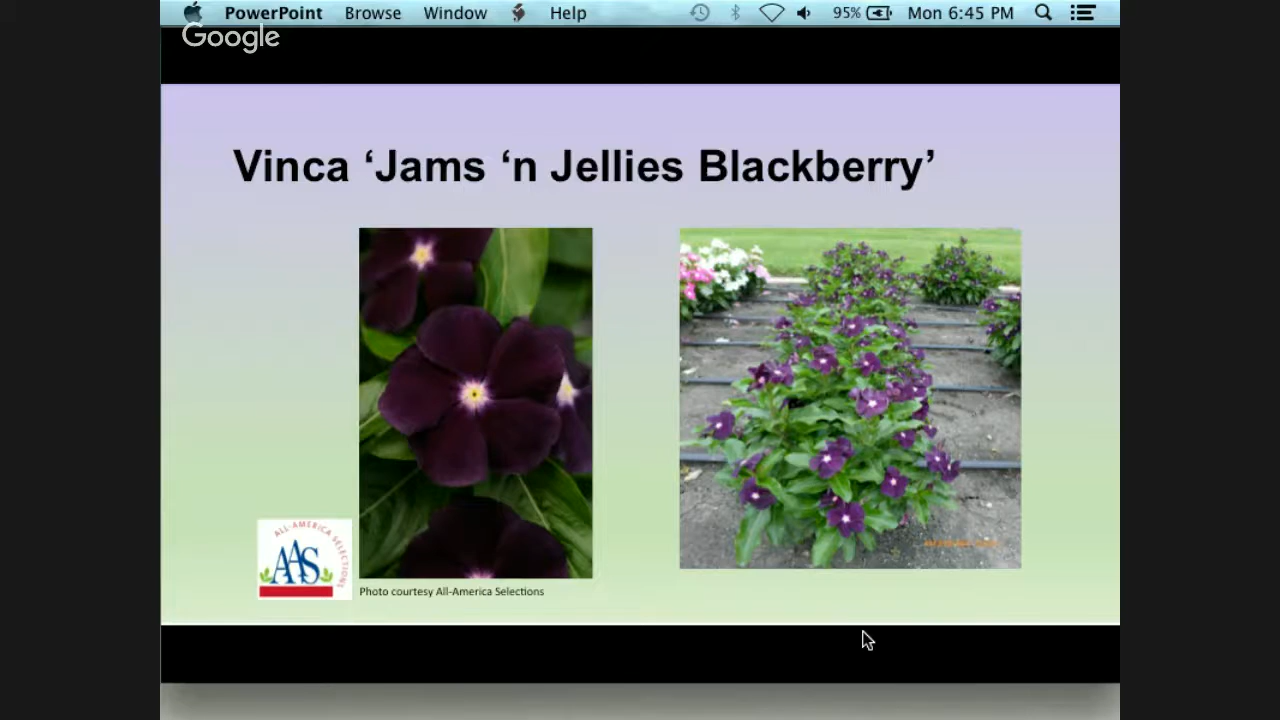 PowerPoint Browse Window Help 95% Mon 6:45 PM
Google
Vinca ‘Jams ‘n Jellies Blackberry’
ALL-AMERICA SELECTIONS
AAS
Photo courtesy All-America Selections